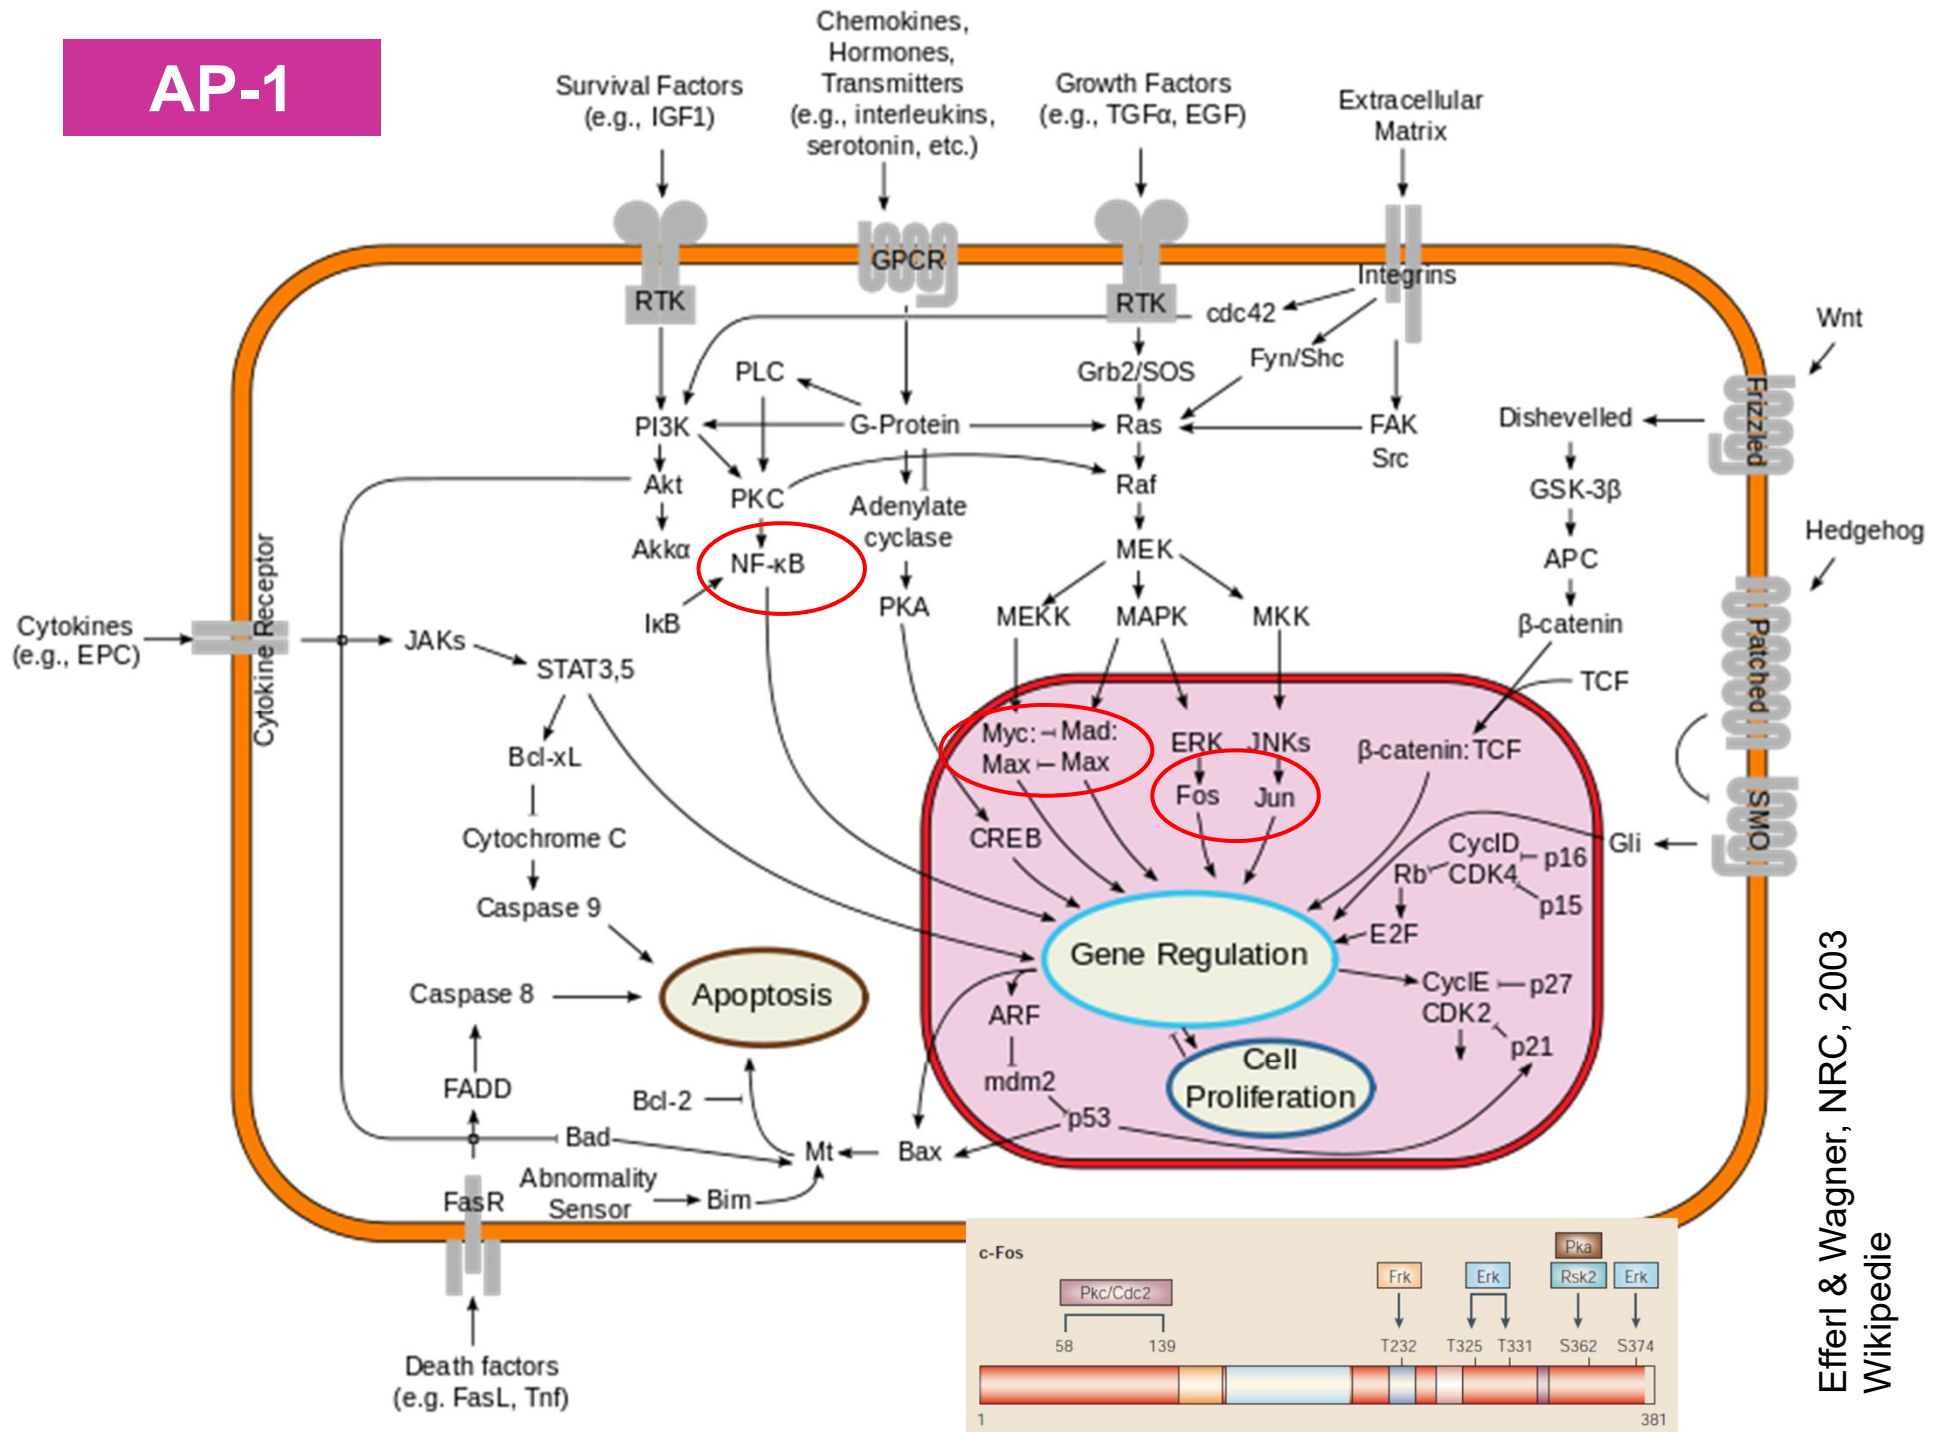 AP-1
Survival Factors
(e.g., IGF1)
Chemokines,
Hormones,
Transmitters
(e.g., interleukins,
serotonin, etc.)
Growth Factors
(e.g., TGFα, EGF)
Extracellular
Matrix
RTK
GPCR
RTK
Integrins
cdc42
Fyn/Shc
Wnt
Frizzled
PLC
Grb2/SOS
PI3K
G-Protein
Ras
FAK
Src
Dishevelled
Akt
PKC
Adenylate
cyclase
Raf
GSK-3β
Akkα
NF-κB
MEK
APC
Hedgehog
Patched
IκB
PKA
MEKK
MAPK
MKK
β-catenin
TCF
Cytokines
(e.g., EPC)
Cytokine Receptor
JAKs
STAT3,5
Myc: Mad:
Max Max
ERK
JNKs
β-catenin:TCF
Fos
Jun
SMO
Bcl-xL
Cytochrome C
CREB
CyclD
CDK4
p16
p15
Rb
Gli
Caspase 9
E2F
Gene Regulation
Caspase 8
Apoptosis
ARF
CyclE
CDK2
p27
p21
FADD
Bcl-2
mdm2
Cell
Proliferation
p53
Bad
Mt
Bax
Abnormality
Sensor
Bim
FasR
Death factors
(e.g. FasL, Tnf)
c-Fos
Pkc/Cdc2
Frk
Erk
Pka
Rsk2
Erk
58
139
T232
T325
T331
S362
S374
1
381
Efferl & Wagner, NRC, 2003
Wikipedie